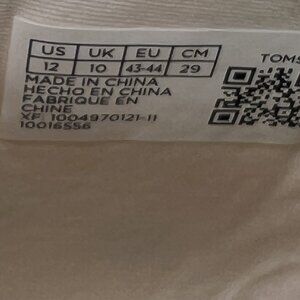 US UK EU CM TOMS
12 10 43-44 29
MADE IN CHINA
HECHO EN CHINA
FABRIQUE EN
CHINE
XF: 1004970121-11
10016556